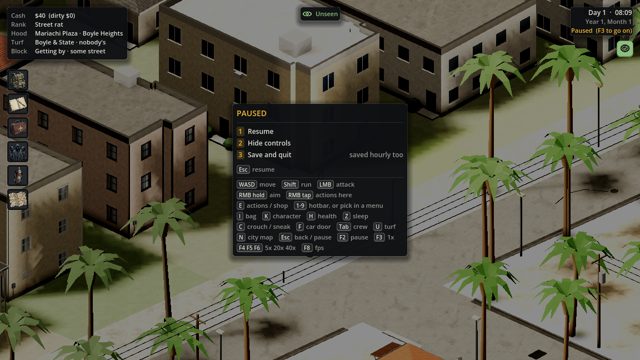 Cash $40 (dirty $0)
Rank Street rat
Hood Mariachi Plaza · Boyle Heights
Turf Boyle & State · nobody's
Block Getting by · some street
Unseen
Day 1 · 08:09
Year 1, Month 1
Paused (F3 to go on)
PAUSED
1 Resume
2 Hide controls
3 Save and quit saved hourly too
Esc resume
WASD move Shift run LMB attack
RMB hold aim RMB tap actions here
E actions / shop 1-9 hotbar, or pick in a menu
I bag K character H health Z sleep
C crouch / sneak F car door Tab crew U turf
N city map Esc back / pause F2 pause F3 1x
F4 F5 F6 5x 20x 40x F8 fps